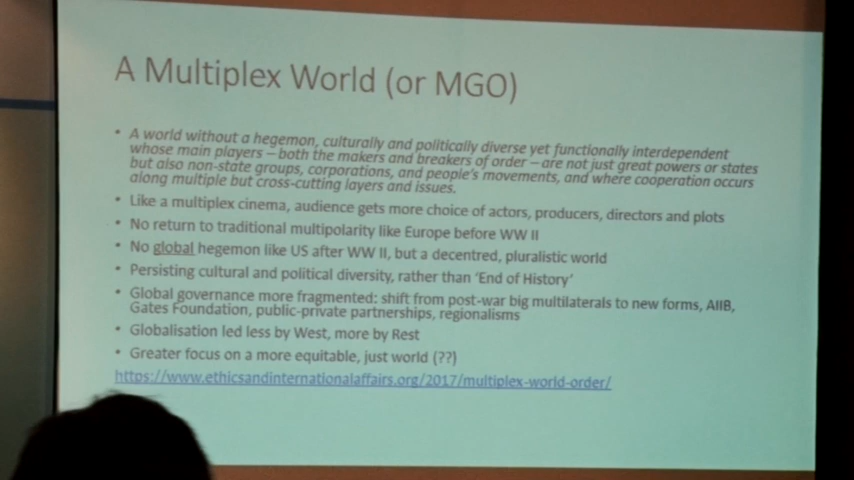 A Multiplex World (or MGO)
• A world without a hegemon, culturally and politically diverse yet functionally interdependent
whose main players – both the makers and breakers of order – are not just great powers or states
but also non-state groups, corporations, and people's movements, and where cooperation occurs
along multiple but cross-cutting layers and issues.
• Like a multiplex cinema, audience gets more choice of actors, producers, directors and plots
• No return to traditional multipolarity like Europe before WW II
• No global hegemon like US after WW II, but a decentred, pluralistic world
• Persisting cultural and political diversity, rather than 'End of History'
• Global governance more fragmented: shift from post-war big multilaterals to new forms, AIIB,
Gates Foundation, public-private partnerships, regionalisms
• Globalisation led less by West, more by Rest
• Greater focus on a more equitable, just world (??)
https://www.ethicsandinternationalaffairs.org/2017/multiplex-world-order/